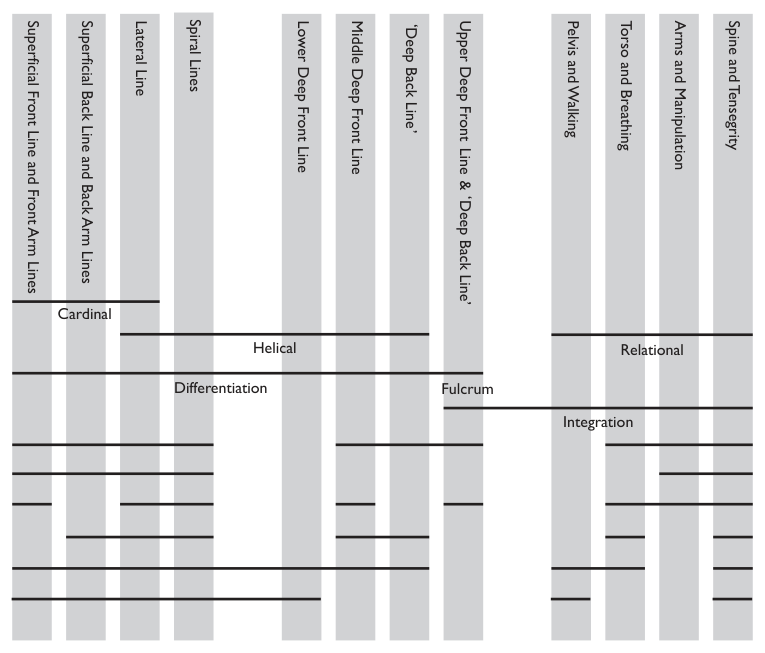 Superficial Front Line and Front Arm Lines
Superficial Back Line and Back Arm Lines
Lateral Line
Spiral Lines
Lower Deep Front Line
Middle Deep Front Line
‘Deep Back Line’
Upper Deep Front Line & ‘Deep Back Line’
Pelvis and Walking
Torso and Breathing
Arms and Manipulation
Spine and Tensegrity
Cardinal
Helical
Relational
Differentiation
Fulcrum
Integration